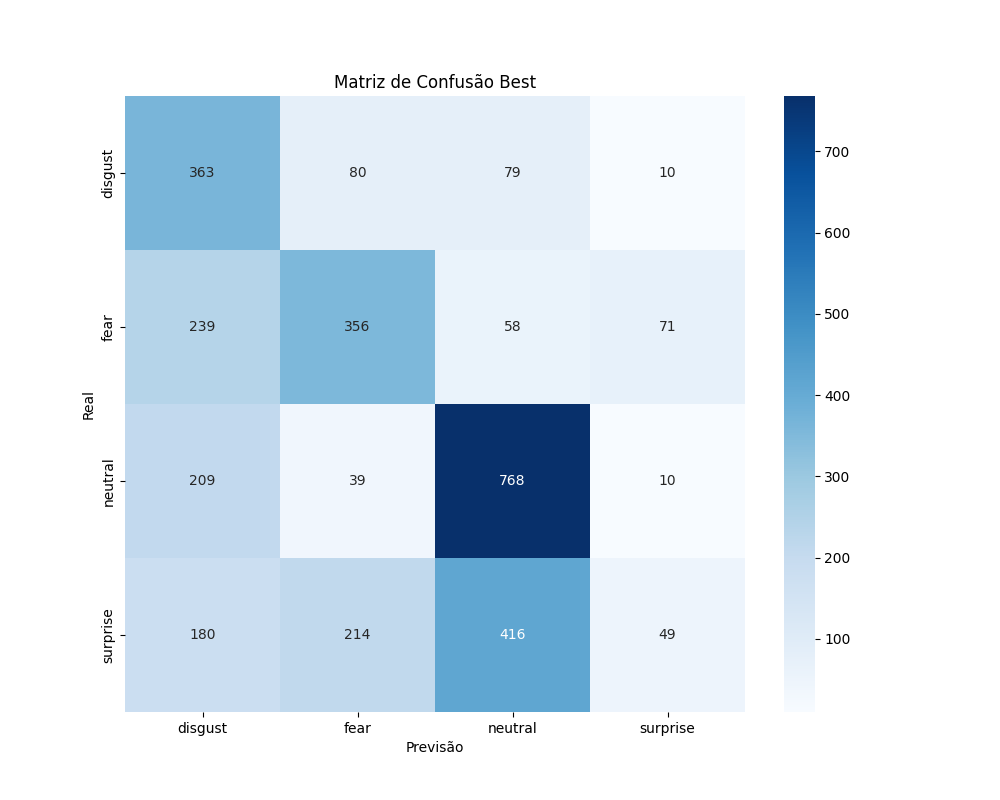 Matriz de Confusão Best
disgust 363 80 79 10
fear 239 356 58 71
neutral 209 39 768 10
surprise 180 214 416 49
disgust fear neutral surprise
Previsão
Real
700
600
500
400
300
200
100